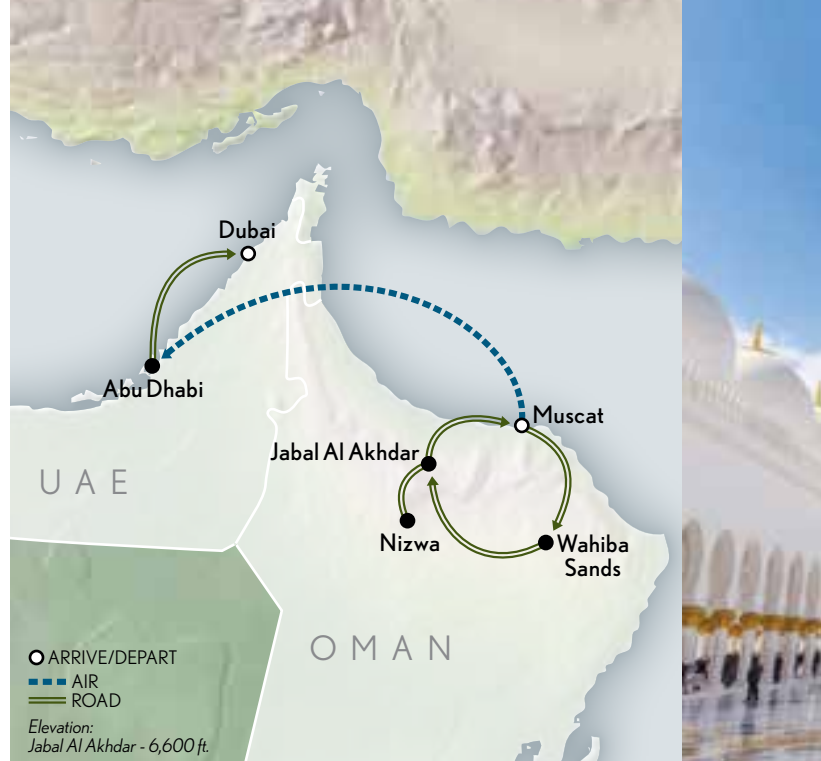 Dubai
Abu Dhabi
Muscat
Jabal Al Akhdar
Nizwa
Wahiba
Sands
UAE
OMAN
ARRIVE/DEPART
AIR
ROAD
Elevation:
Jabal Al Akhdar - 6,600 ft.